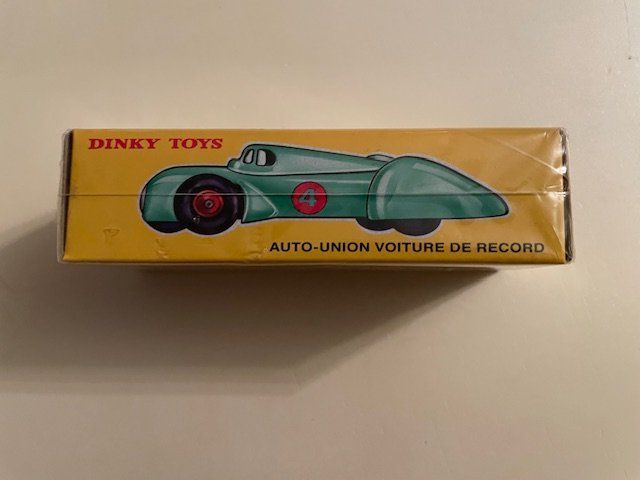 DINKY TOYS
4
AUTO-UNION VOITURE DE RECORD